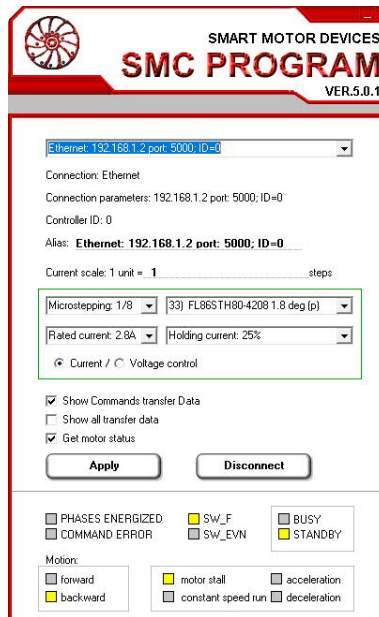 SMART MOTOR DEVICES
SMC PROGRAM
VER.5.0.1
Ethernet: 192.168.1.2 port: 5000; ID=0
Connection: Ethernet
Connection parameters: 192.168.1.2 port: 5000; ID=0
Controller ID: 0
Alias: Ethernet: 192.168.1.2 port: 5000; ID=0
Current scale: 1 unit = 1 steps
Microstepping: 1/8 33) FL86STH80-4208 1.8 deg (p)
Rated current: 2.8A Holding current: 25%
Current / Voltage control
Show Commands transfer Data
Show all transfer data
Get motor status
Apply Disconnect
PHASES ENERGIZED SW_F BUSY
COMMAND ERROR SW_EVN STANDBY
Motion:
forward motor stall acceleration
backward constant speed run deceleration